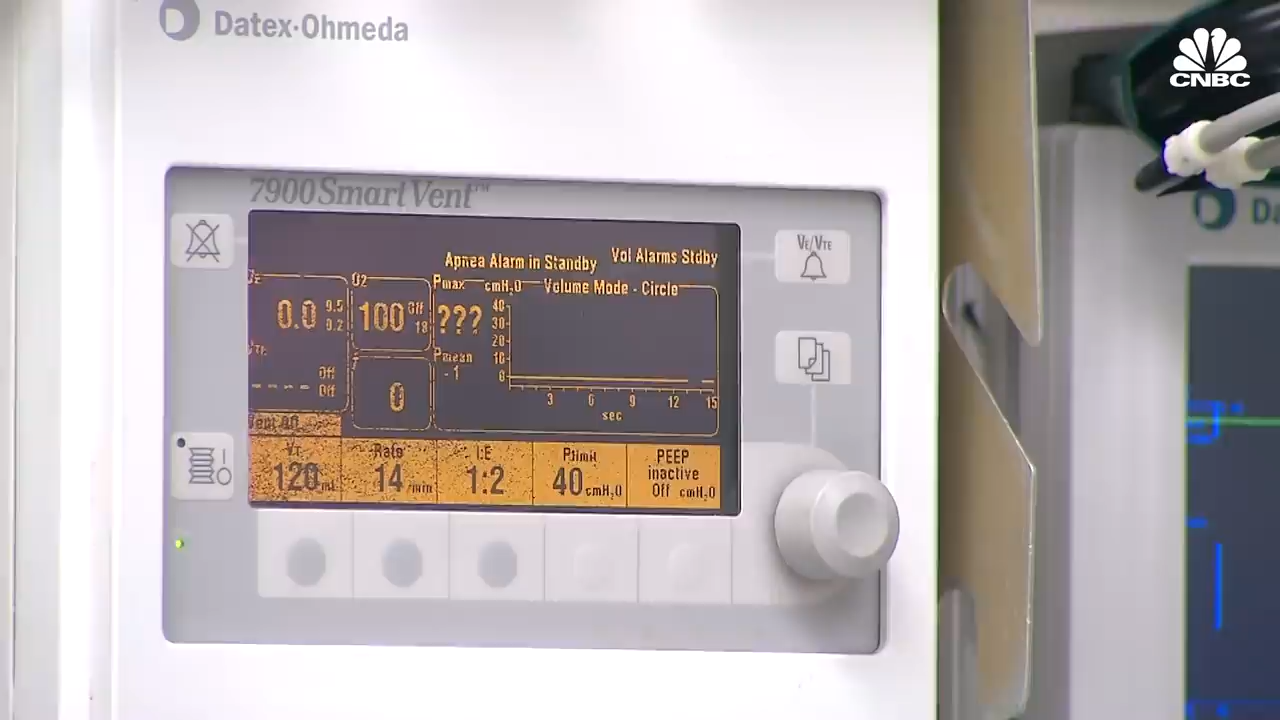 Datex·Ohmeda
CNBC
7900 SmartVent™
Apnea Alarm in Standby
Vol Alarms Stdby
O2
Pmax cmH₂O
Volume Mode - Circle
0.0
9.5
0.2
100
Off
18
???
40
30
20
10
0
Pmean
-1
Off
Off
0
3 6 9 12 15
sec
Vent Off
VT
Rate
I:E
Plimit
PEEP
inactive
120 mL
14 /min
1:2
40 cmH₂O
Off cmH₂O
VE/VTE